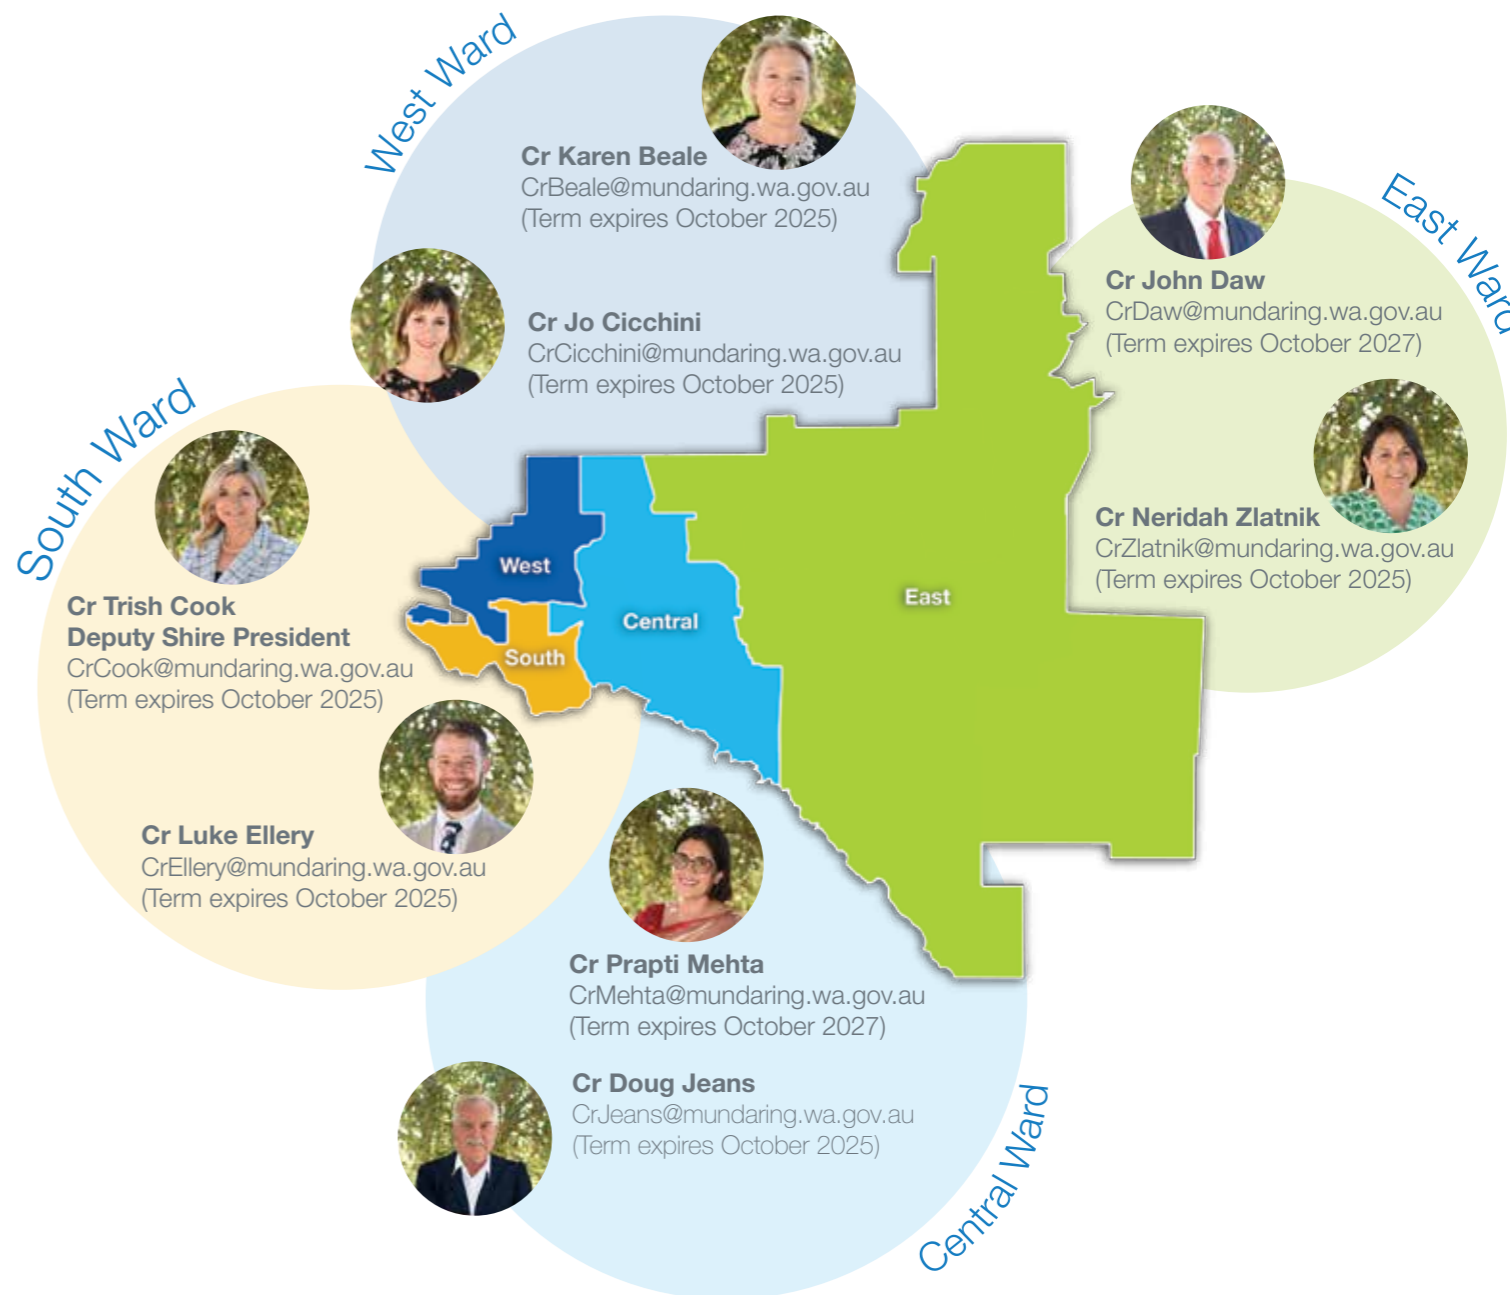 West Ward
Cr Karen Beale
CrBeale@mundaring.wa.gov.au
(Term expires October 2025)
Cr Jo Cicchini
CrCicchini@mundaring.wa.gov.au
(Term expires October 2025)
East Ward
Cr John Daw
CrDaw@mundaring.wa.gov.au
(Term expires October 2027)
Cr Neridah Zlatnik
CrZlatnik@mundaring.wa.gov.au
(Term expires October 2025)
South Ward
Cr Trish Cook
Deputy Shire President
CrCook@mundaring.wa.gov.au
(Term expires October 2025)
Cr Luke Ellery
CrEllery@mundaring.wa.gov.au
(Term expires October 2025)
West
Central
South
East
Cr Prapti Mehta
CrMehta@mundaring.wa.gov.au
(Term expires October 2027)
Cr Doug Jeans
CrJeans@mundaring.wa.gov.au
(Term expires October 2025)
Central Ward